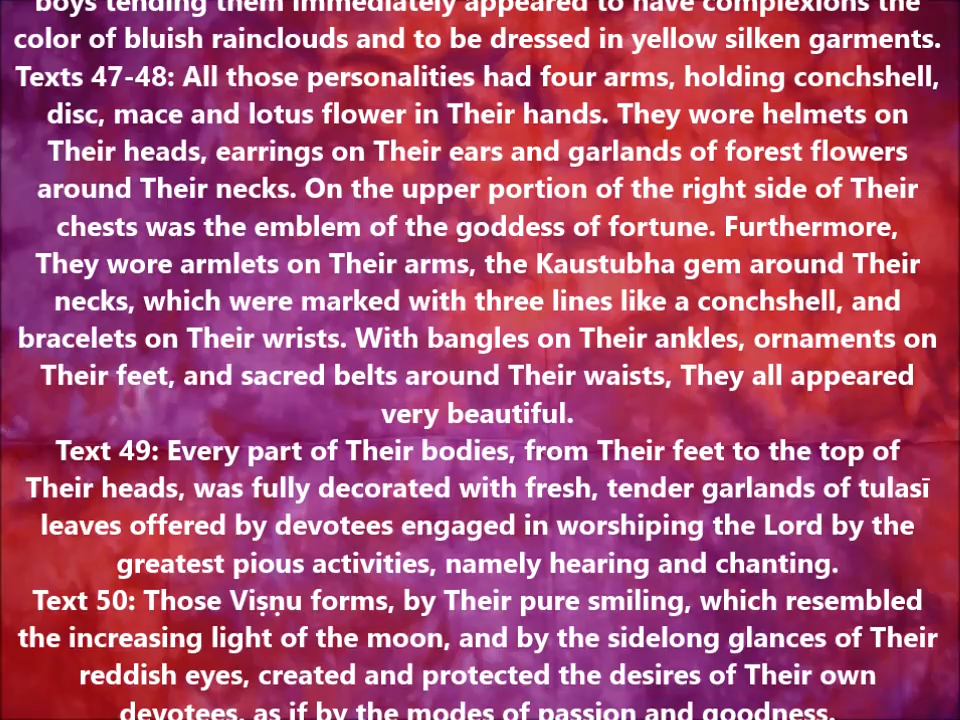 boys tending them immediately appeared to have complexions the
color of bluish rainclouds and to be dressed in yellow silken garments.
Texts 47-48: All those personalities had four arms, holding conchshell,
disc, mace and lotus flower in Their hands. They wore helmets on
Their heads, earrings on Their ears and garlands of forest flowers
around Their necks. On the upper portion of the right side of Their
chests was the emblem of the goddess of fortune. Furthermore,
They wore armlets on Their arms, the Kaustubha gem around Their
necks, which were marked with three lines like a conchshell, and
bracelets on Their wrists. With bangles on Their ankles, ornaments on
Their feet, and sacred belts around Their waists, They all appeared
very beautiful.
Text 49: Every part of Their bodies, from Their feet to the top of
Their heads, was fully decorated with fresh, tender garlands of tulasī
leaves offered by devotees engaged in worshiping the Lord by the
greatest pious activities, namely hearing and chanting.
Text 50: Those Viṣṇu forms, by Their pure smiling, which resembled
the increasing light of the moon, and by the sidelong glances of Their
reddish eyes, created and protected the desires of Their own
devotees, as if by the modes of passion and goodness.